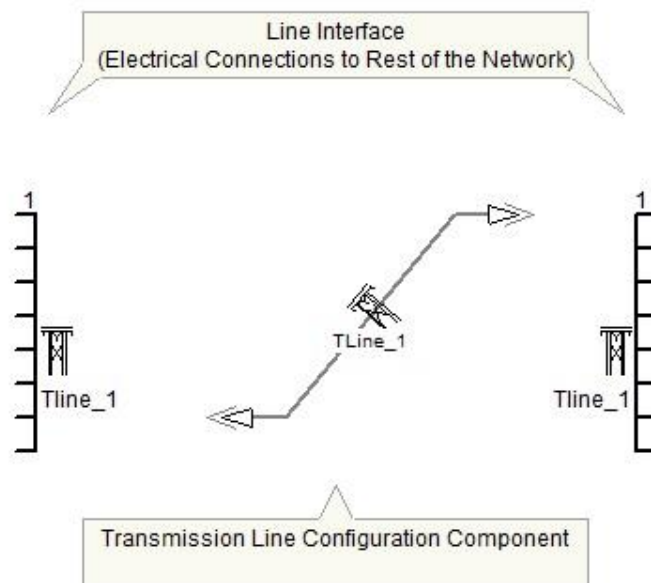 Line Interface
(Electrical Connections to Rest of the Network)
1
1
TLine_1
Tline_1
Tline_1
Transmission Line Configuration Component